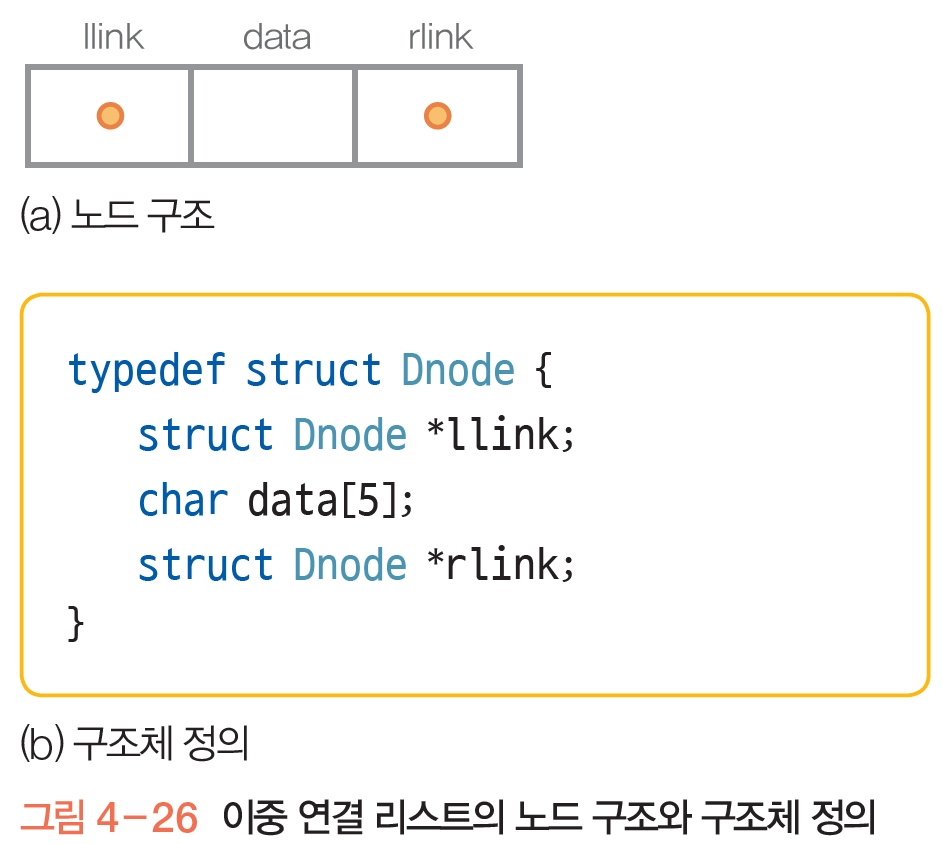 llink data rlink
(a) 노드 구조
typedef struct Dnode {
struct Dnode *llink;
char data[5];
struct Dnode *rlink;
}
(b) 구조체 정의
그림 4-26 이중 연결 리스트의 노드 구조와 구조체 정의